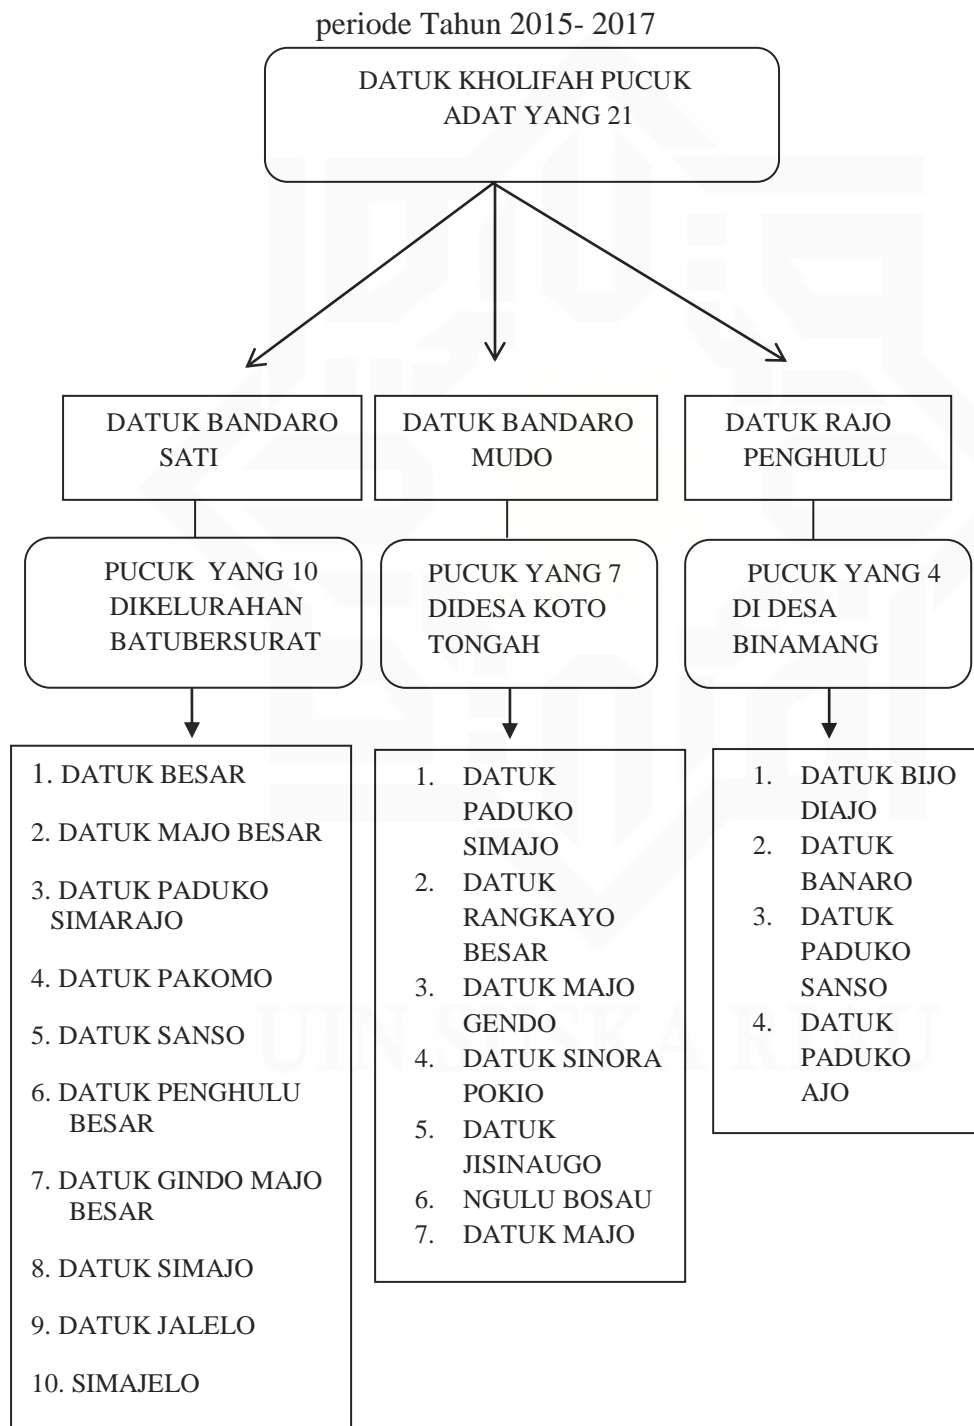 periode Tahun 2015- 2017
DATUK KHOLIFAH PUCUK
ADAT YANG 21
DATUK BANDARO
SATI
DATUK BANDARO
MUDO
DATUK RAJO
PENGHULU
PUCUK YANG 10
DIKELURAHAN
BATUBERSURAT
PUCUK YANG 7
DIDESA KOTO
TONGAH
PUCUK YANG 4
DI DESA
BINAMANG
1. DATUK BESAR
2. DATUK MAJO BESAR
3. DATUK PADUKO
SIMARAJO
4. DATUK PAKOMO
5. DATUK SANSO
6. DATUK PENGHULU
BESAR
7. DATUK GINDO MAJO
BESAR
8. DATUK SIMAJO
9. DATUK JALELO
10. SIMAJELO
1. DATUK
PADUKO
SIMAJO
2. DATUK
RANGKAYO
BESAR
3. DATUK MAJO
GENDO
4. DATUK SINORA
POKIO
5. DATUK
JISINAUGO
6. NGULU BOSAU
7. DATUK MAJO
1. DATUK BIJO
DIAJO
2. DATUK
BANARO
3. DATUK
PADUKO
SANSO
4. DATUK
PADUKO
AJO
UIN SUSKA RIAU